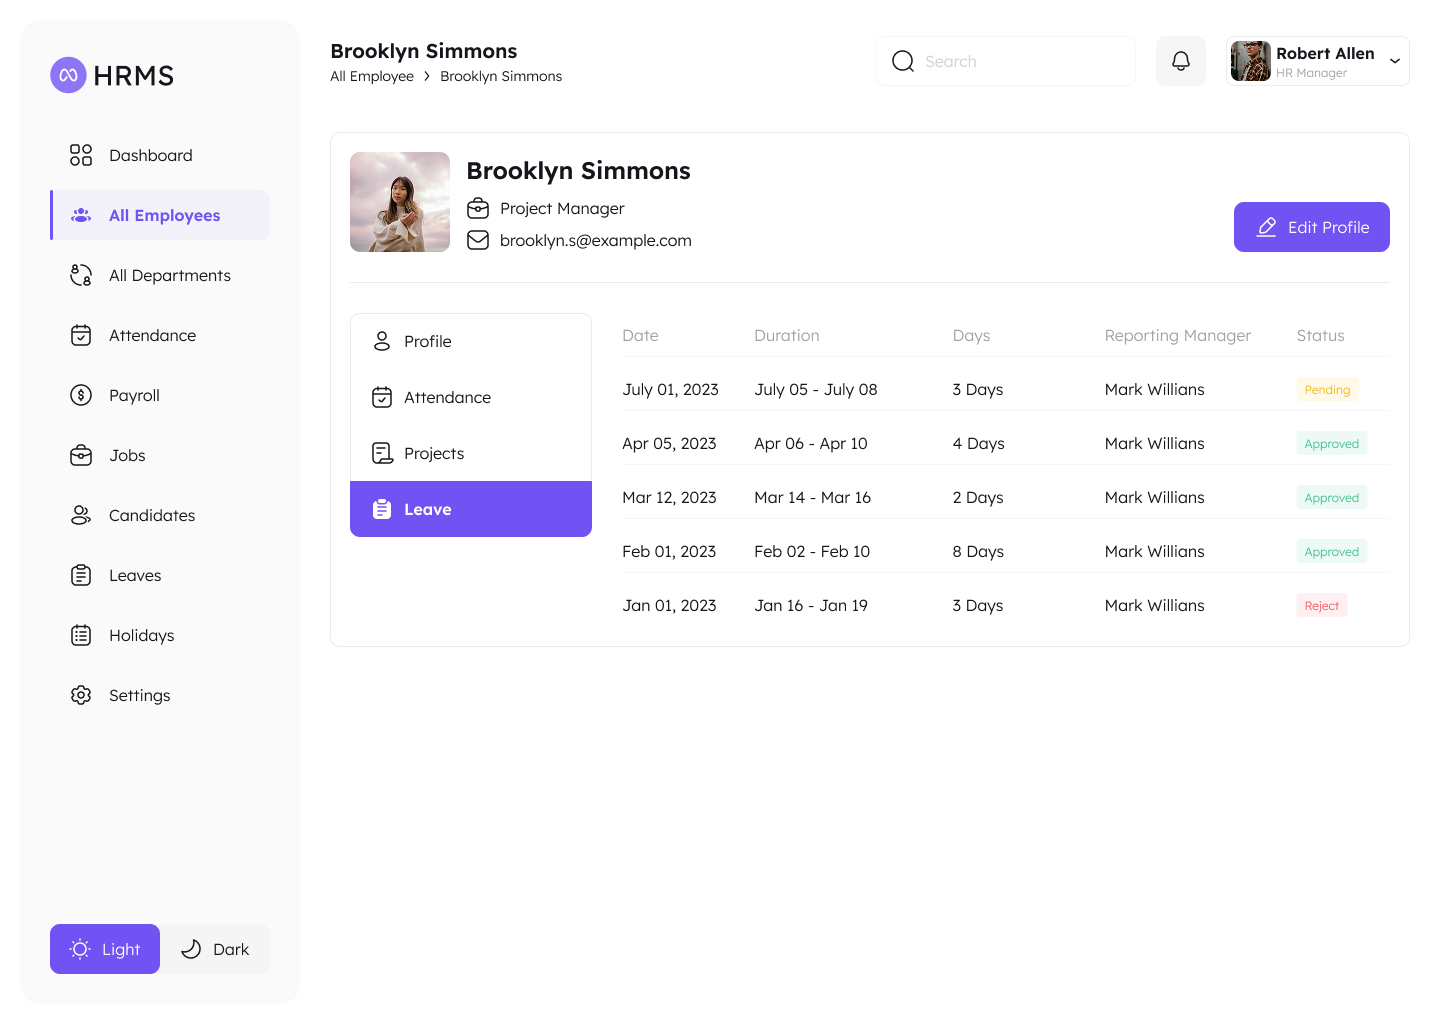 HRMS
Dashboard
All Employees
All Departments
Attendance
Payroll
Jobs
Candidates
Leaves
Holidays
Settings
Light Dark
Brooklyn Simmons
All Employee > Brooklyn Simmons
Search
Robert Allen
HR Manager
Brooklyn Simmons
Project Manager
brooklyn.s@example.com
Edit Profile
Profile
Attendance
Projects
Leave
Date Duration Days Reporting Manager Status
July 01, 2023 July 05 - July 08 3 Days Mark Willians Pending
Apr 05, 2023 Apr 06 - Apr 10 4 Days Mark Willians Approved
Mar 12, 2023 Mar 14 - Mar 16 2 Days Mark Willians Approved
Feb 01, 2023 Feb 02 - Feb 10 8 Days Mark Willians Approved
Jan 01, 2023 Jan 16 - Jan 19 3 Days Mark Willians Reject